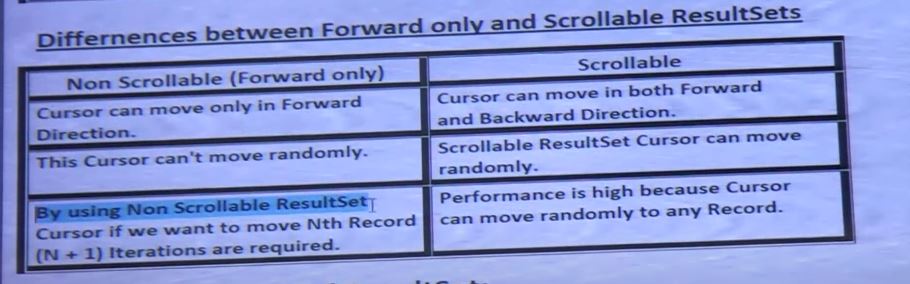 Differnences between Forward only and Scrollable ResultSets
Non Scrollable (Forward only)
Scrollable
Cursor can move only in Forward
Direction.
Cursor can move in both Forward
and Backward Direction.
This Cursor can't move randomly.
Scrollable ResultSet Cursor can move
randomly.
By using Non Scrollable ResultSet
Cursor if we want to move Nth Record
(N + 1) Iterations are required.
Performance is high because Cursor
can move randomly to any Record.